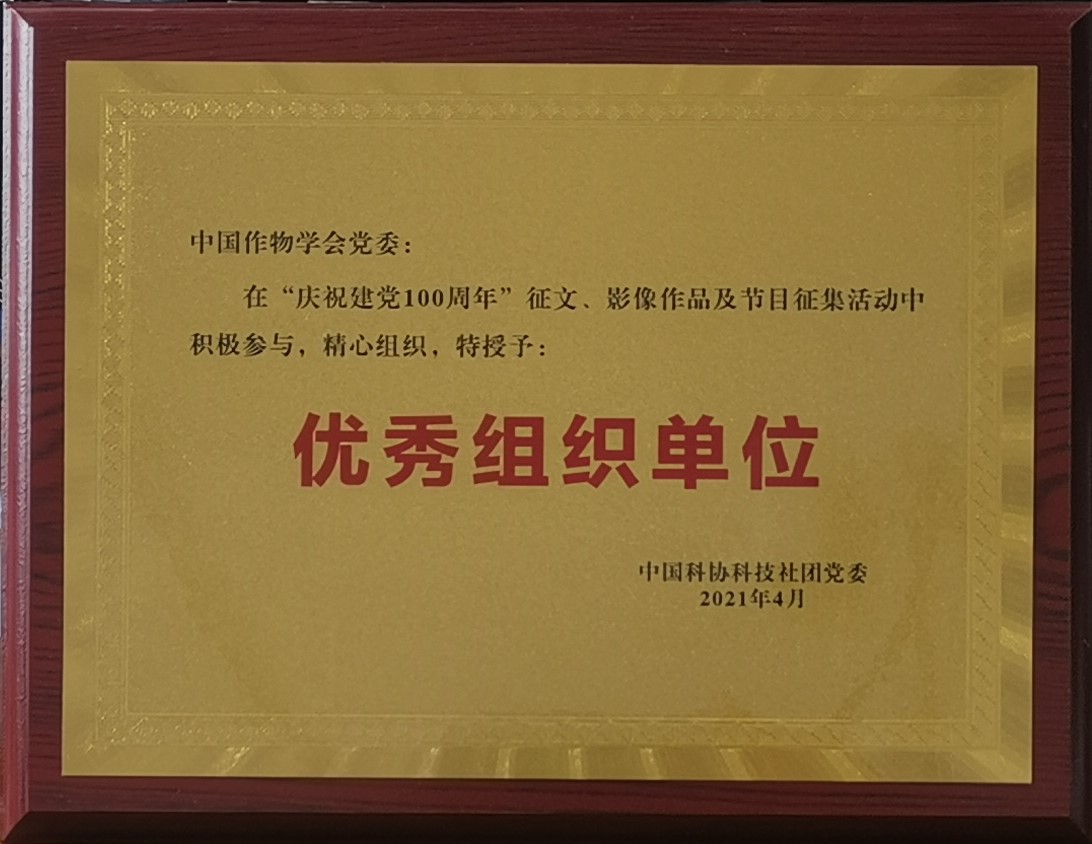 中国作物学会党委：
在“庆祝建党100周年”征文、影像作品及节目征集活动中
积极参与，精心组织，特授予：
优秀组织单位
中国科协科技社团党委
2021年4月